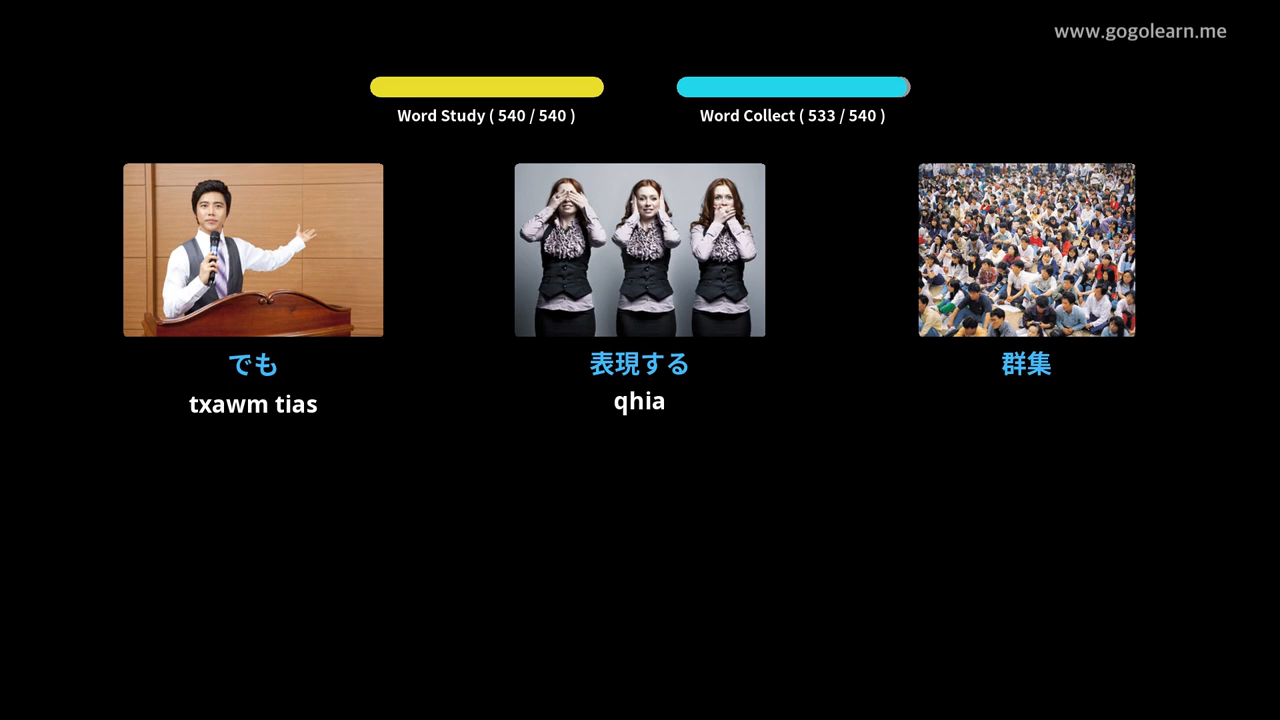 www.gogolearn.me
Word Study ( 540 / 540 )
Word Collect ( 533 / 540 )
でも
表現する
群集
txawm tias
qhia